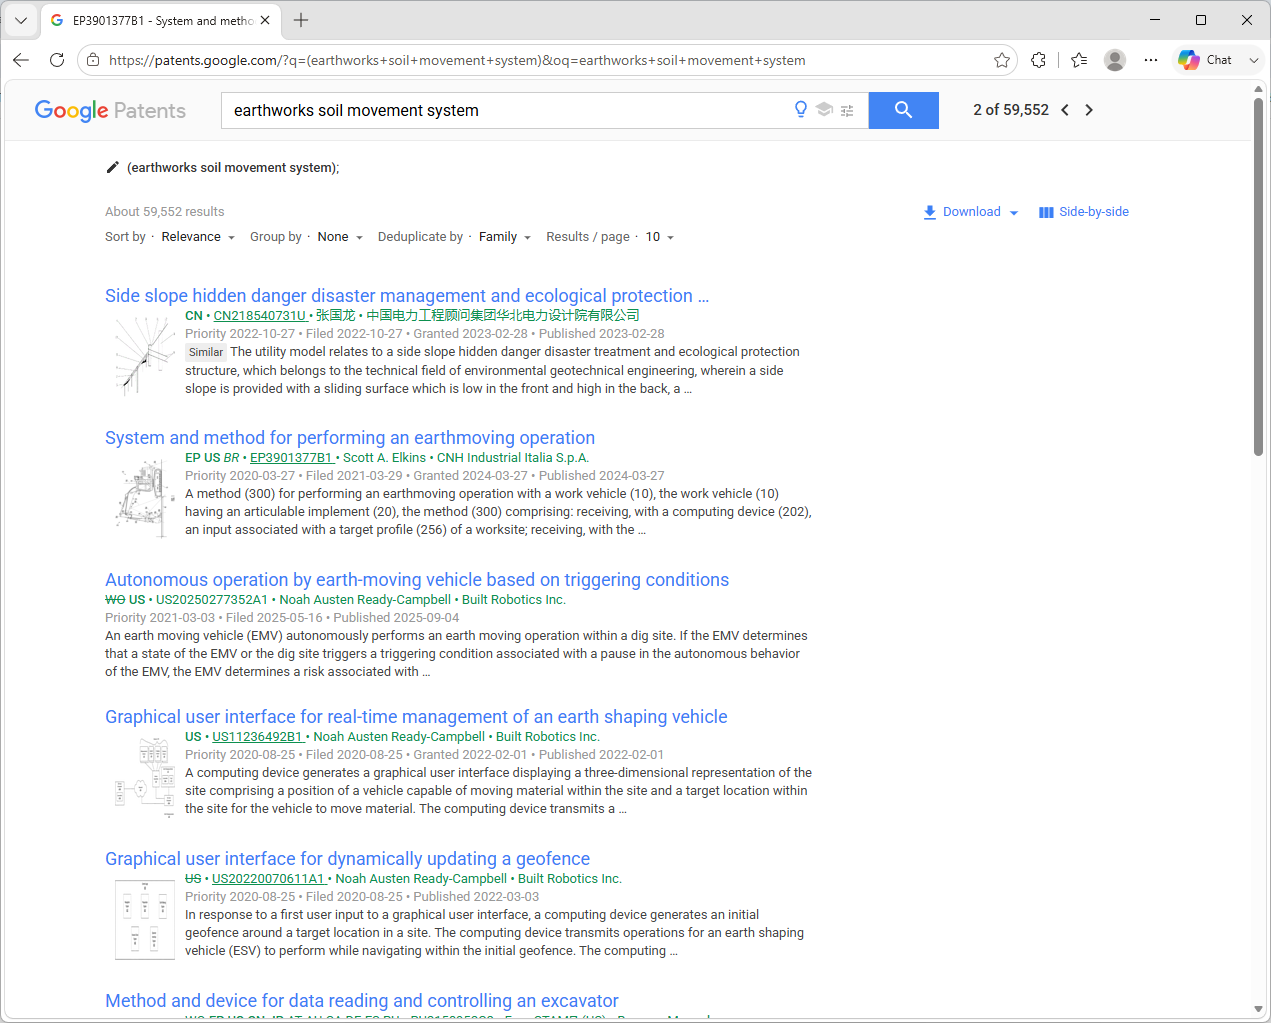 EP3901377B1 - System and metho
https://patents.google.com/?q=(earthworks+soil+movement+system)&oq=earthworks+soil+movement+system
Chat
Google Patents
earthworks soil movement system
2 of 59,552
(earthworks soil movement system);
About 59,552 results
Download
Side-by-side
Sort by · Relevance Group by · None Deduplicate by · Family Results / page · 10
Side slope hidden danger disaster management and ecological protection …
CN • CN218540731U • 张国龙 • 中国电力工程顾问集团华北电力设计院有限公司
Priority 2022-10-27 • Filed 2022-10-27 • Granted 2023-02-28 • Published 2023-02-28
Similar The utility model relates to a side slope hidden danger disaster treatment and ecological protection
structure, which belongs to the technical field of environmental geotechnical engineering, wherein a side
slope is provided with a sliding surface which is low in the front and high in the back, a …
System and method for performing an earthmoving operation
EP US BR • EP3901377B1 • Scott A. Elkins • CNH Industrial Italia S.p.A.
Priority 2020-03-27 • Filed 2021-03-29 • Granted 2024-03-27 • Published 2024-03-27
A method (300) for performing an earthmoving operation with a work vehicle (10), the work vehicle (10)
having an articulable implement (20), the method (300) comprising: receiving, with a computing device (202),
an input associated with a target profile (256) of a worksite; receiving, with the …
Autonomous operation by earth-moving vehicle based on triggering conditions
WO US • US20250277352A1 • Noah Austen Ready-Campbell • Built Robotics Inc.
Priority 2021-03-03 • Filed 2025-05-16 • Published 2025-09-04
An earth moving vehicle (EMV) autonomously performs an earth moving operation within a dig site. If the EMV determines
that a state of the EMV or the dig site triggers a triggering condition associated with a pause in the autonomous behavior
of the EMV, the EMV determines a risk associated with …
Graphical user interface for real-time management of an earth shaping vehicle
US • US11236492B1 • Noah Austen Ready-Campbell • Built Robotics Inc.
Priority 2020-08-25 • Filed 2020-08-25 • Granted 2022-02-01 • Published 2022-02-01
A computing device generates a graphical user interface displaying a three-dimensional representation of the
site comprising a position of a vehicle capable of moving material within the site and a target location within
the site for the vehicle to move material. The computing device transmits a …
Graphical user interface for dynamically updating a geofence
US • US20220070611A1 • Noah Austen Ready-Campbell • Built Robotics Inc.
Priority 2020-08-25 • Filed 2020-08-25 • Published 2022-03-03
In response to a first user input to a graphical user interface, a computing device generates an initial
geofence around a target location in a site. The computing device transmits operations for an earth shaping
vehicle (ESV) to perform while navigating within the initial geofence. The computing …
Method and device for data reading and controlling an excavator